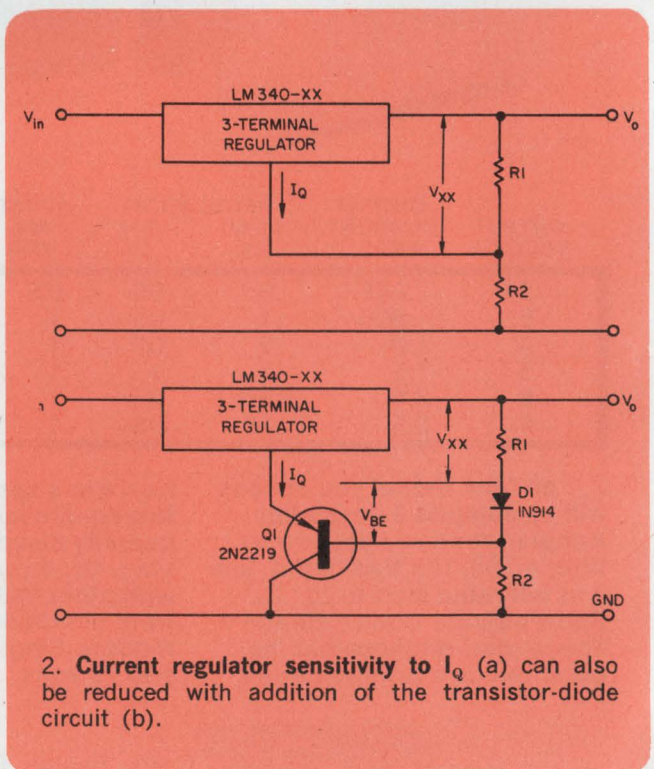 LM340-XX
V_in
3-TERMINAL
REGULATOR
V_o
I_Q
V_XX
R1
R2
LM340-XX
3-TERMINAL
REGULATOR
V_o
I_Q
V_XX
R1
D1
1N914
V_BE
Q1
2N2219
R2
GND
2. Current regulator sensitivity to I_Q (a) can also
be reduced with addition of the transistor-diode
circuit (b).